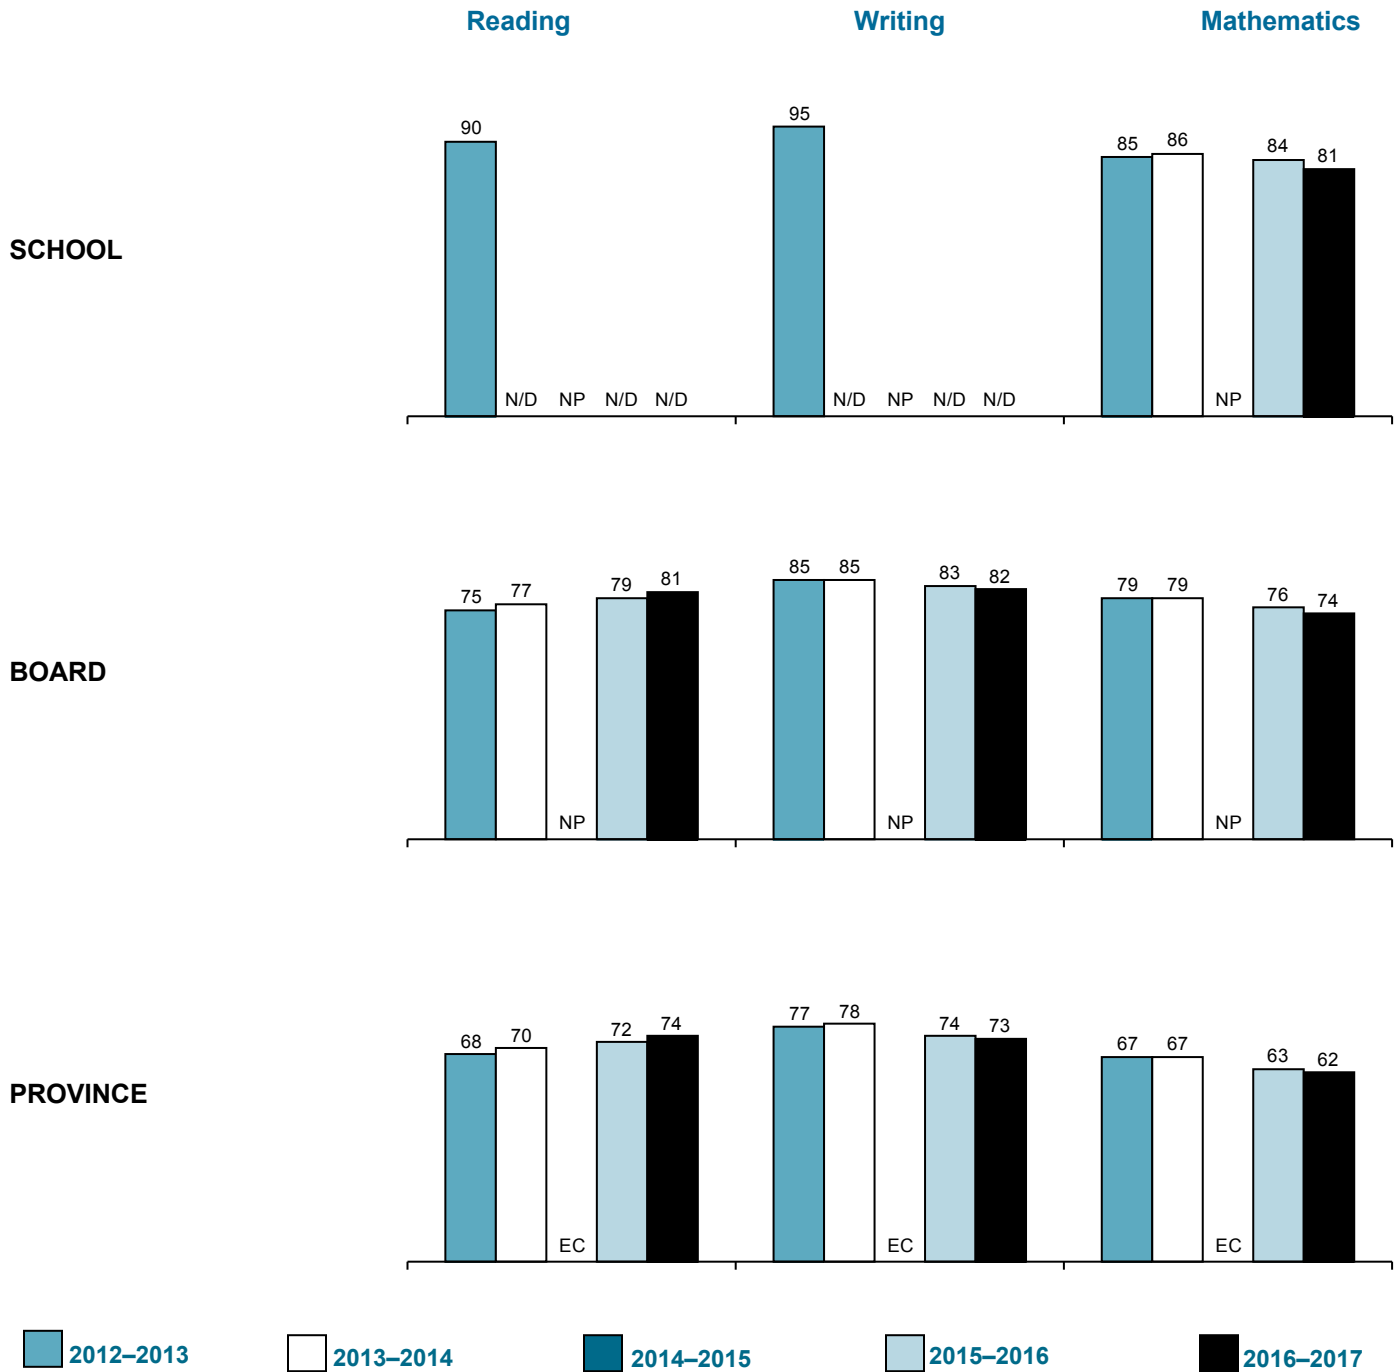 Reading Writing Mathematics
SCHOOL
90 95 85 86 84 81
N/D NP N/D N/D N/D NP N/D N/D NP
BOARD
75 77 79 81 85 85 83 82 79 79 76 74
NP NP NP
PROVINCE
68 70 72 74 77 78 74 73 67 67 63 62
EC EC EC
2012–2013 2013–2014 2014–2015 2015–2016 2016–2017